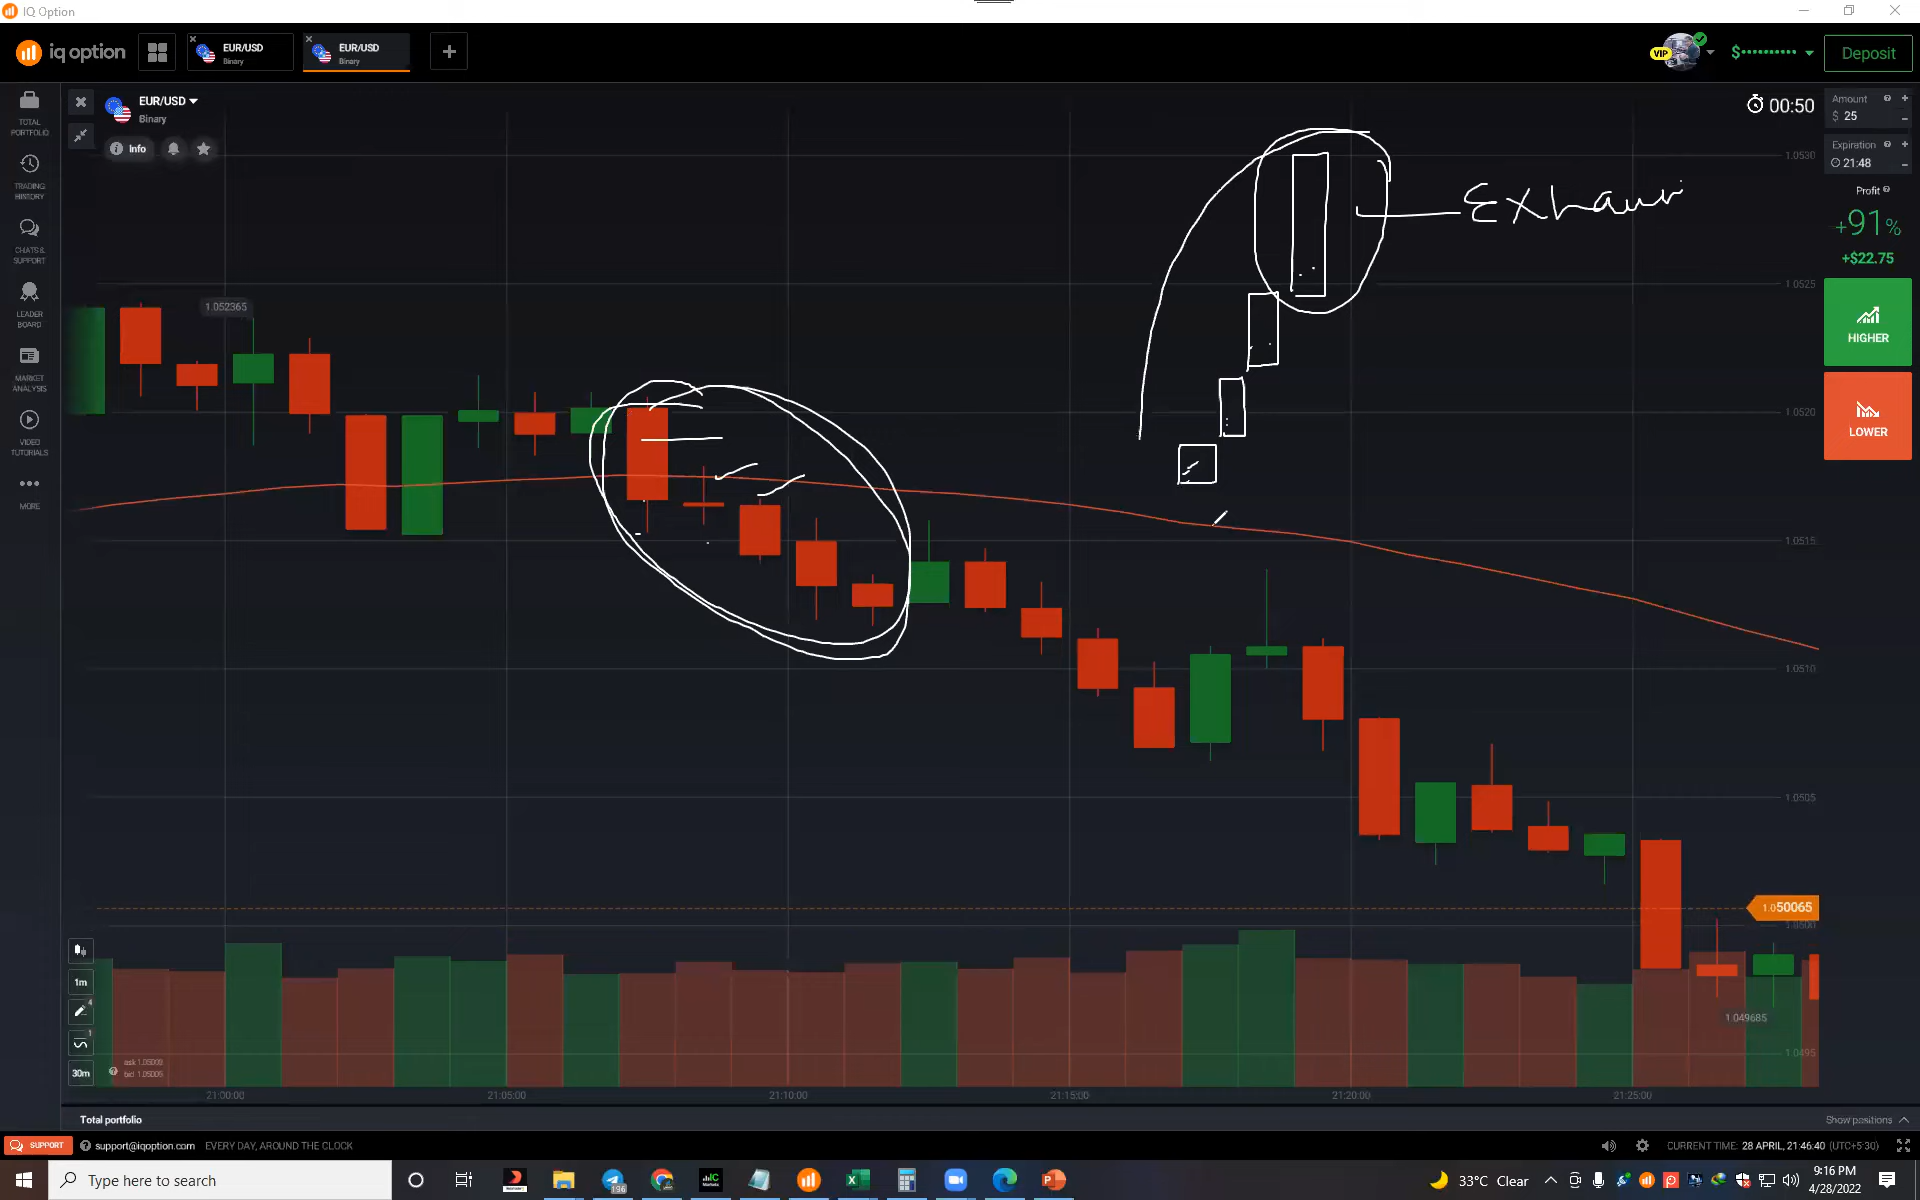 IQ Option
iq option
EUR/USD
Binary
EUR/USD
Binary
VIP
Deposit
TOTAL
PORTFOLIO
TRADING
HISTORY
CHATS &
SUPPORT
LEADER
BOARD
MARKET
ANALYSIS
VIDEO
TUTORIALS
MORE
EUR/USD
Binary
Info
00:50
Amount
$ 25
Expiration
21:48
Profit
+91%
+$22.75
HIGHER
LOWER
1.0530
1.0525
1.0520
1.0515
1.0510
1.0505
1.0500
1.0495
1.052365
1.050065
1.049685
1m
4
1
30m
21:00:00
21:05:00
21:10:00
21:15:00
21:20:00
21:25:00
Total portfolio
Show positions
SUPPORT
support@iqoption.com
EVERY DAY, AROUND THE CLOCK
CURRENT TIME: 28 APRIL, 21:46:40 (UTC+5:30)
Type here to search
196
33°C Clear
9:16 PM
4/28/2022